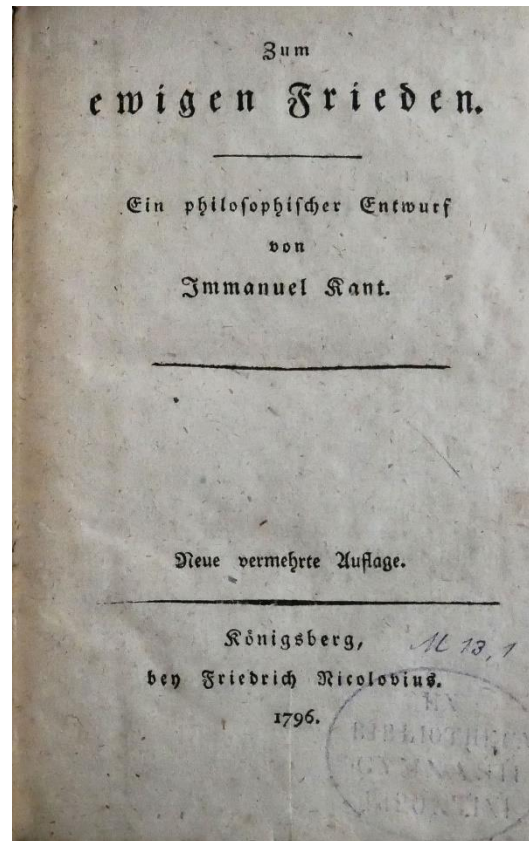 Zum
ewigen Frieden.
Ein philoſophiſcher Entwurf
von
Immanuel Kant.
Neue vermehrte Auflage.
Königsberg,
bey Friedrich Nicolovius.
1796.